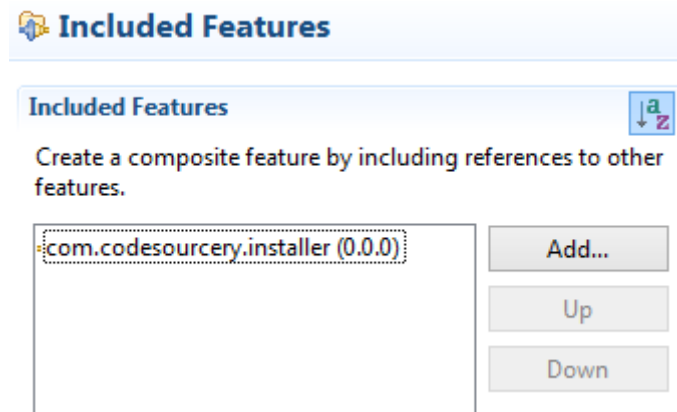 Included Features
Included Features
Create a composite feature by including references to other
features.
com.codesourcery.installer (0.0.0)
Add...
Up
Down